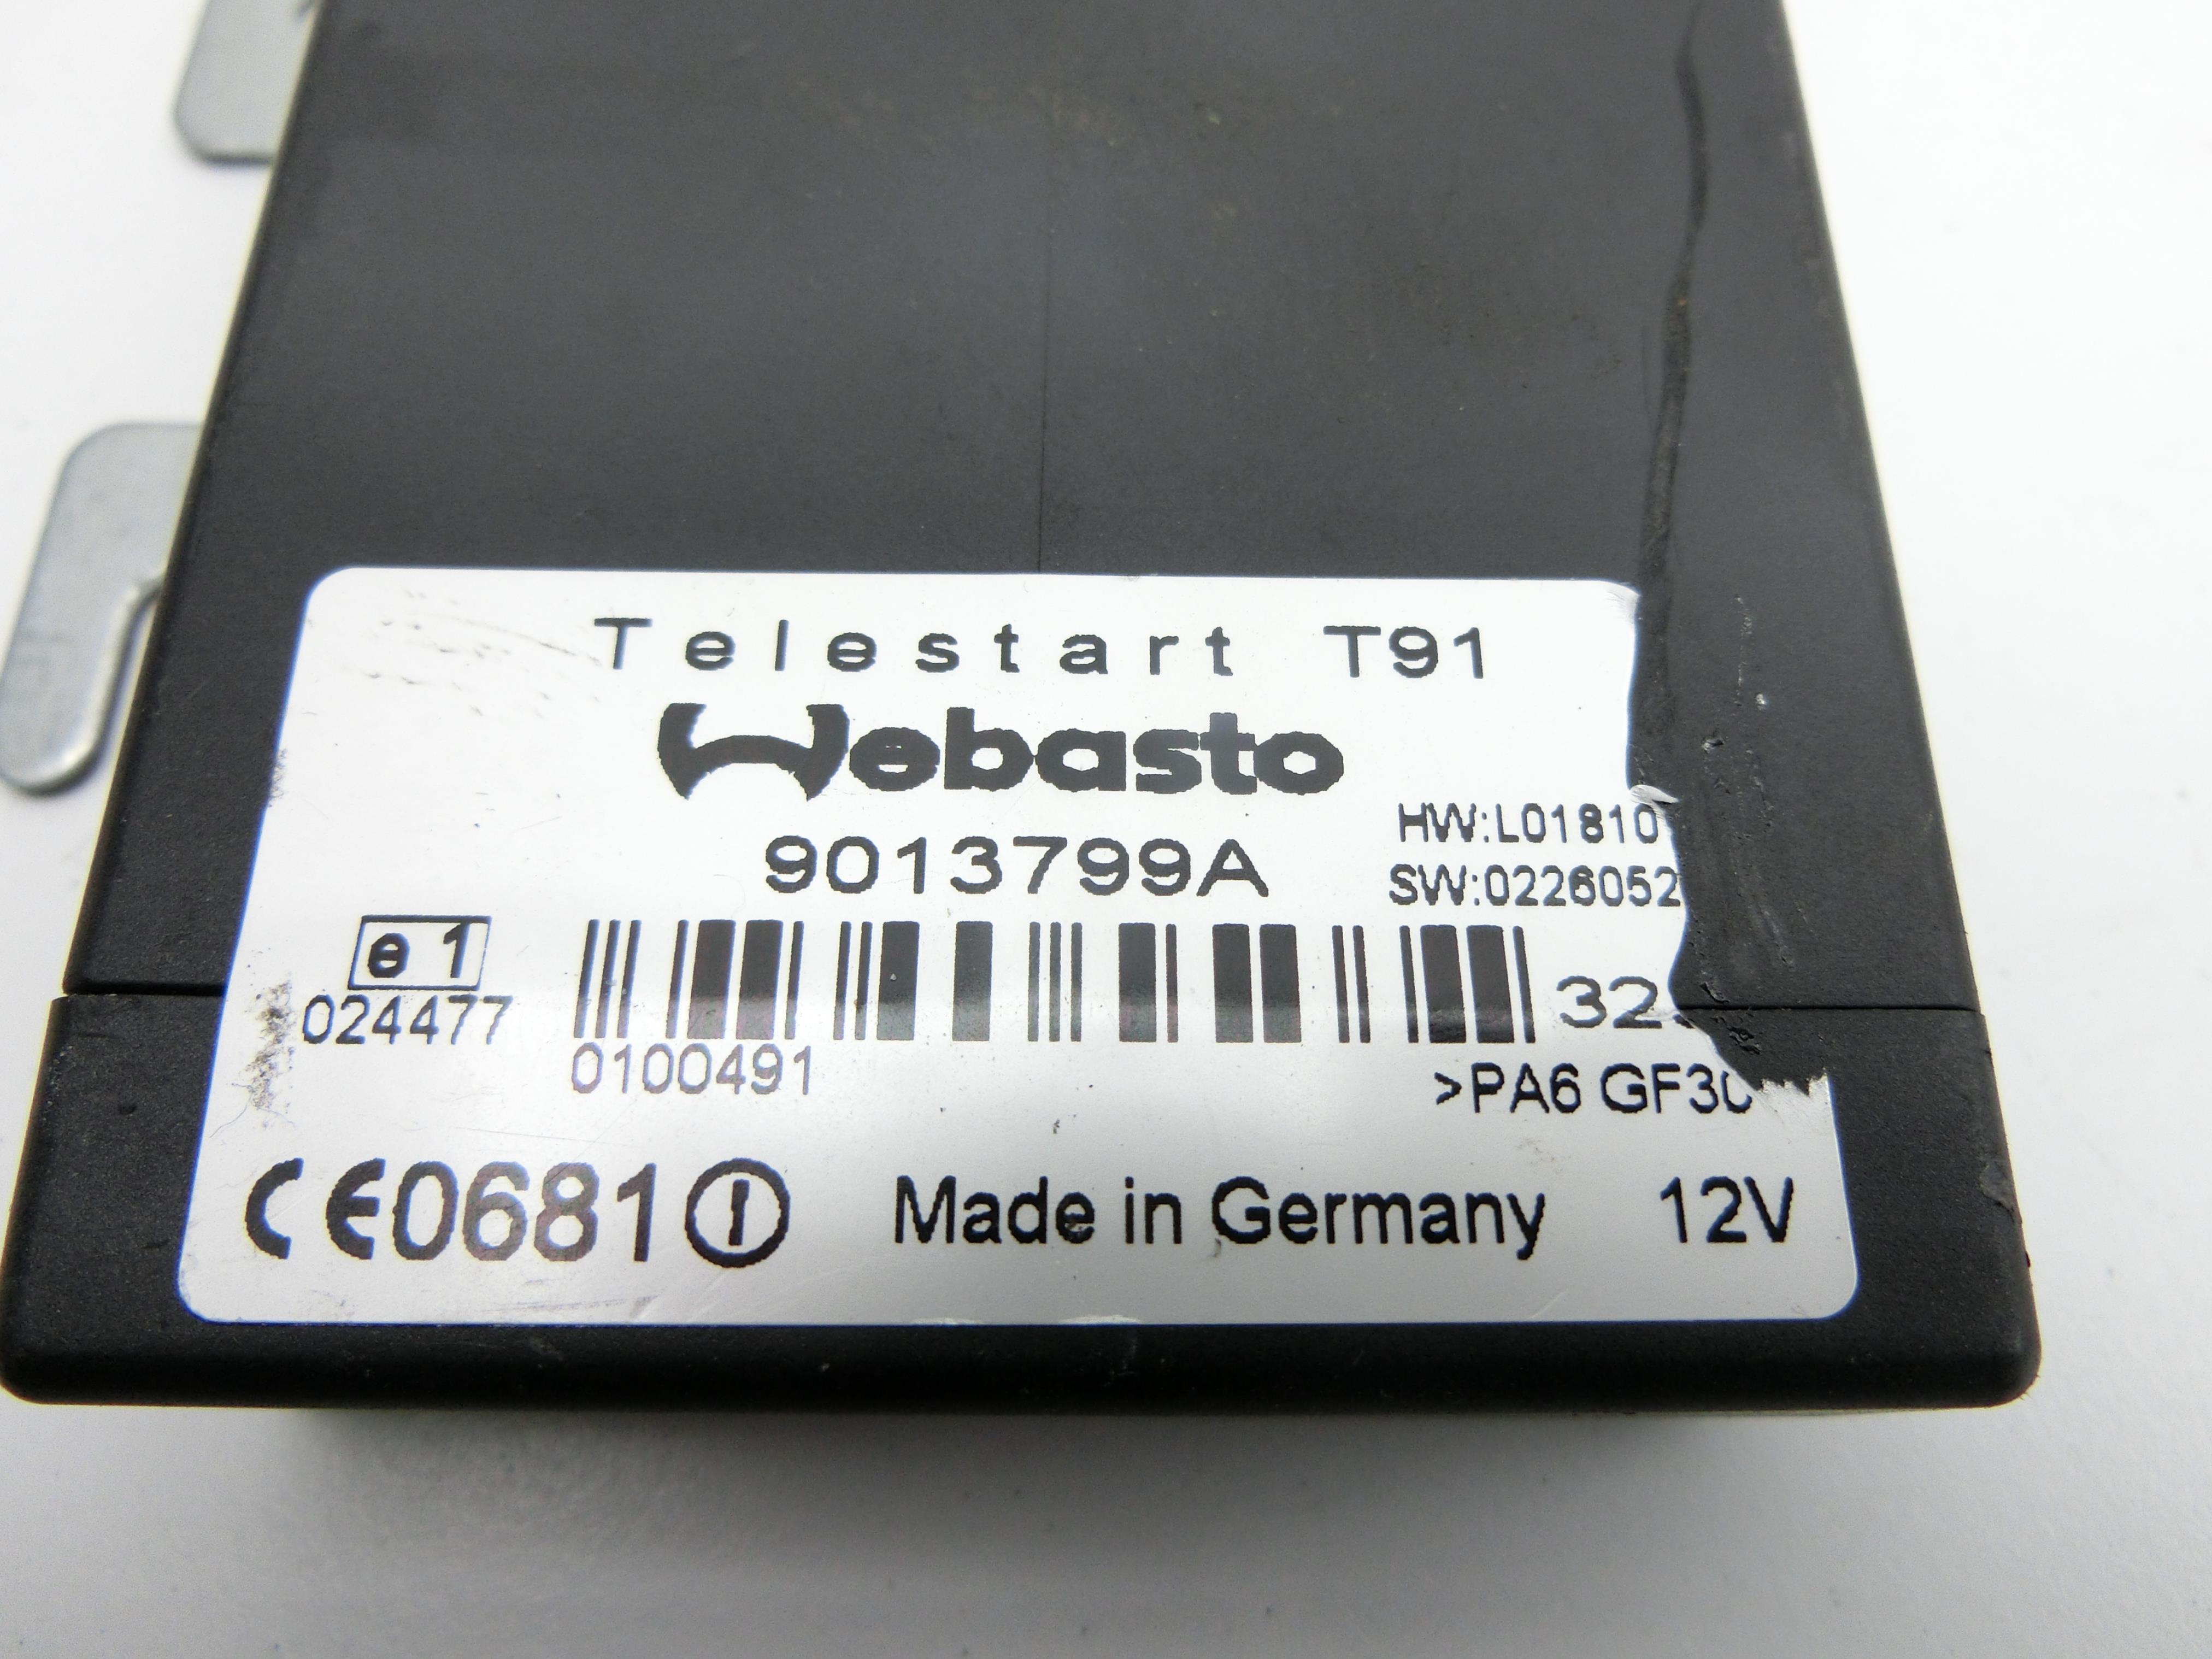 Telestart T91
Webasto
HW:L01810
9013799A
SW:0226052
e 1
024477
32
0100491
>PA6 GF30
CE0681
Made in Germany 12V